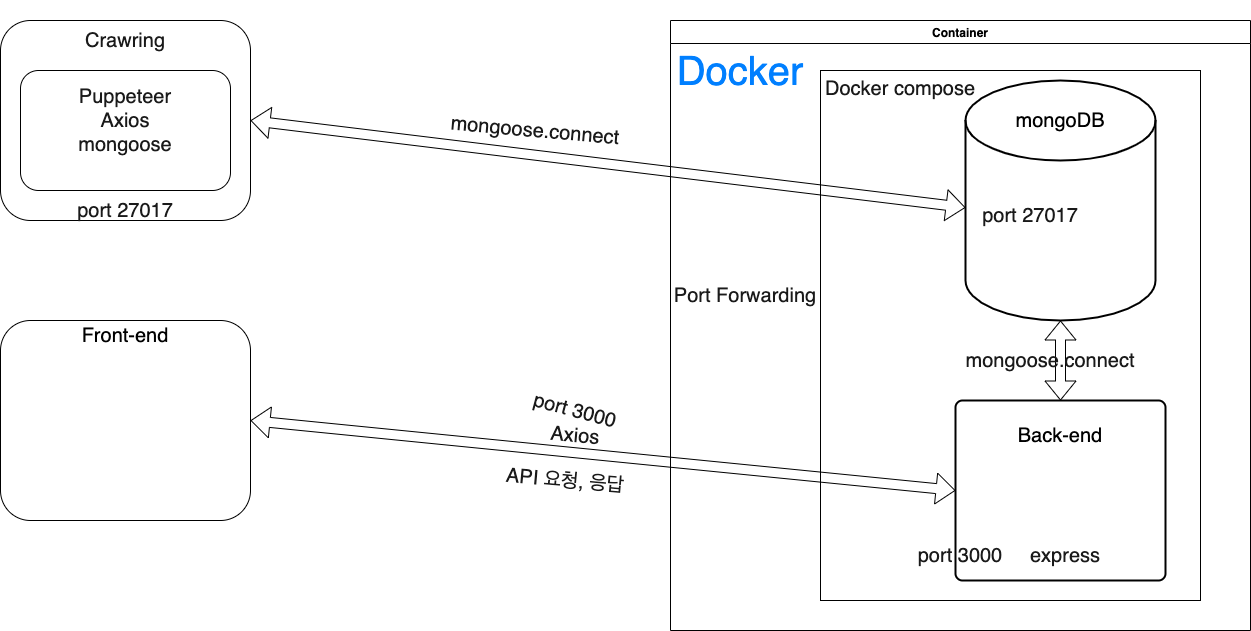 Crawring
Puppeteer
Axios
mongoose
port 27017
mongoose.connect
Container
Docker
Docker compose
mongoDB
port 27017
Port Forwarding
mongoose.connect
Front-end
port 3000
Axios
API 요청, 응답
Back-end
port 3000
express